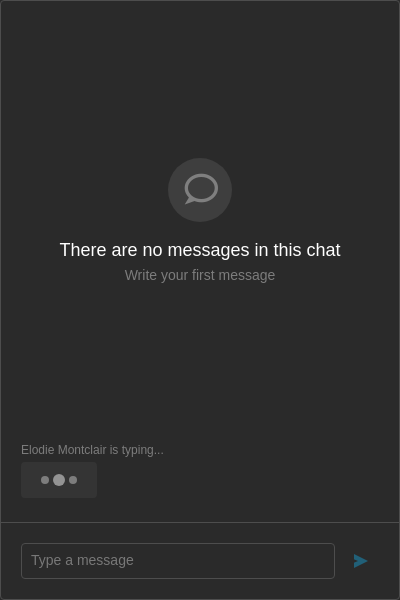 There are no messages in this chat
Write your first message
Elodie Montclair is typing...
Type a message